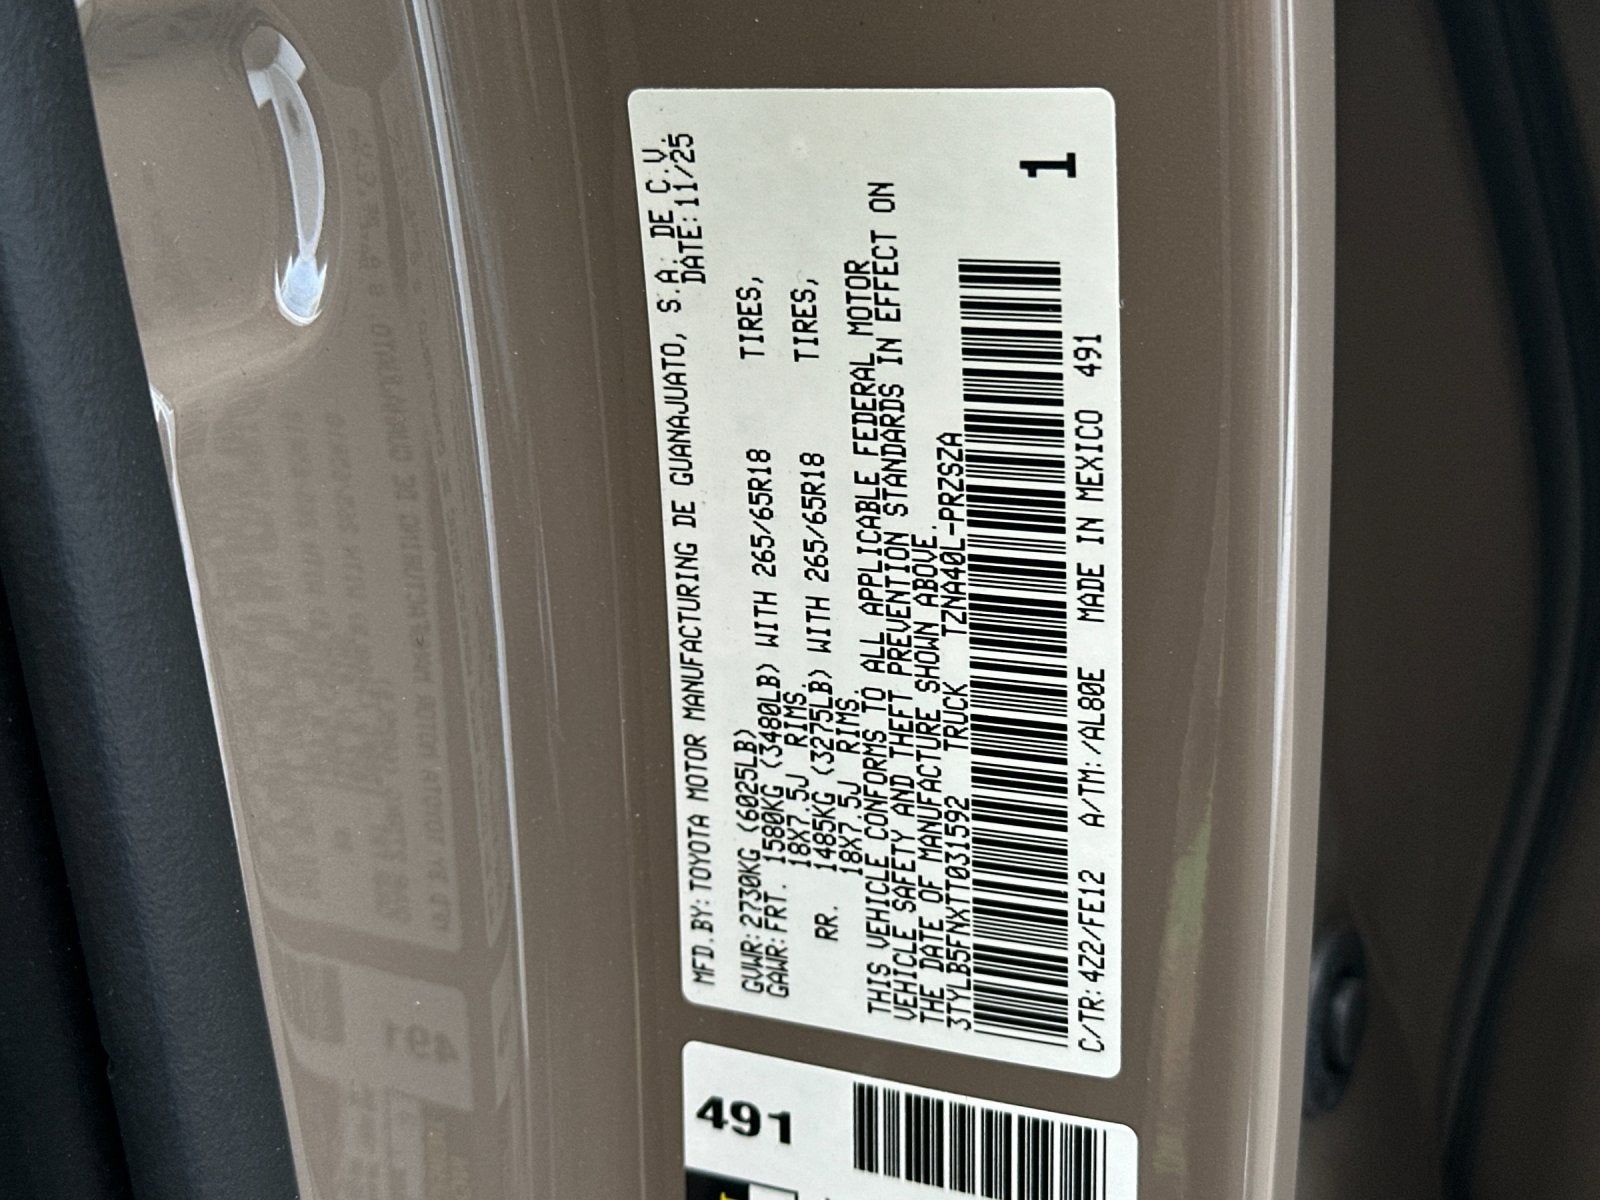 MFD.BY:TOYOTA MOTOR MANUFACTURING DE GUANAJUATO, S.A. DE C.V.
DATE:11/25
GVWR:2730KG (6025LB)
GAWR:FRT. 1580KG (3480LB) WITH 265/65R18 TIRES,
18X7.5J RIMS.
RR. 1485KG (3275LB) WITH 265/65R18 TIRES,
18X7.5J RIMS.
THIS VEHICLE CONFORMS TO ALL APPLICABLE FEDERAL MOTOR
VEHICLE SAFETY AND THEFT PREVENTION STANDARDS IN EFFECT ON
THE DATE OF MANUFACTURE SHOWN ABOVE.
3TYLB5FNXTT031592 TRUCK TZNA40L-PRZSZA
1
C/TR:4Z2/FE12 A/TM:/AL80E MADE IN MEXICO 491
491